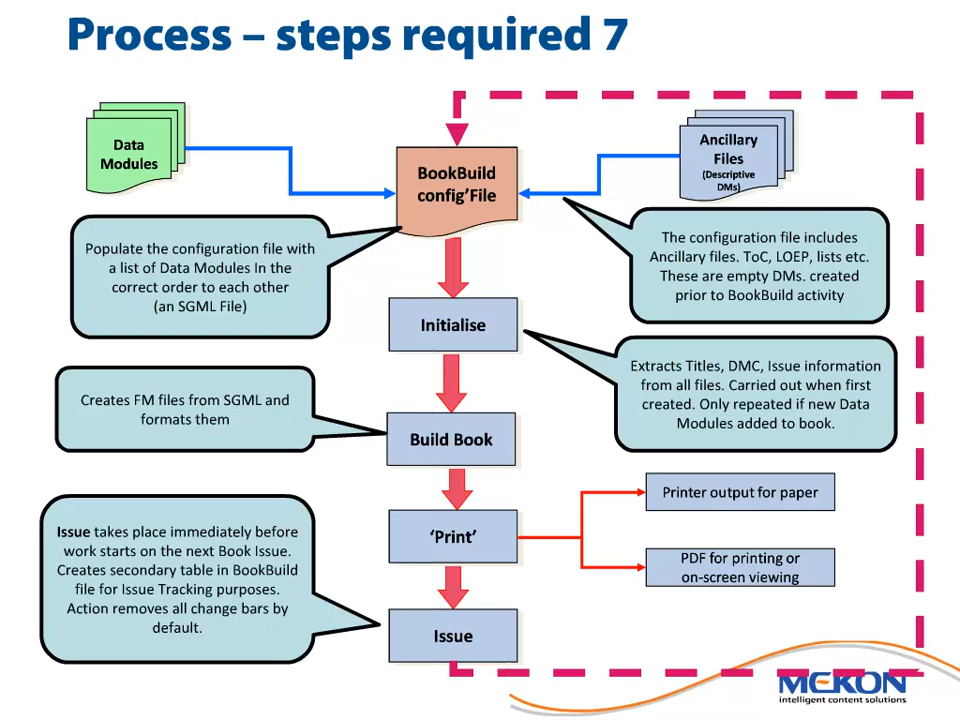 Process – steps required 7
Data
Modules
BookBuild
config'File
Ancillary
Files
(Descriptive
DMs)
Populate the configuration file with
a list of Data Modules In the
correct order to each other
(an SGML File)
The configuration file includes
Ancillary files. ToC, LOEP, lists etc.
These are empty DMs. created
prior to BookBuild activity
Initialise
Extracts Titles, DMC, Issue information
from all files. Carried out when first
created. Only repeated if new Data
Modules added to book.
Creates FM files from SGML and
formats them
Build Book
Printer output for paper
‘Print’
PDF for printing or
on-screen viewing
Issue takes place immediately before
work starts on the next Book Issue.
Creates secondary table in BookBuild
file for Issue Tracking purposes.
Action removes all change bars by
default.
Issue
MEKON
intelligent content solutions